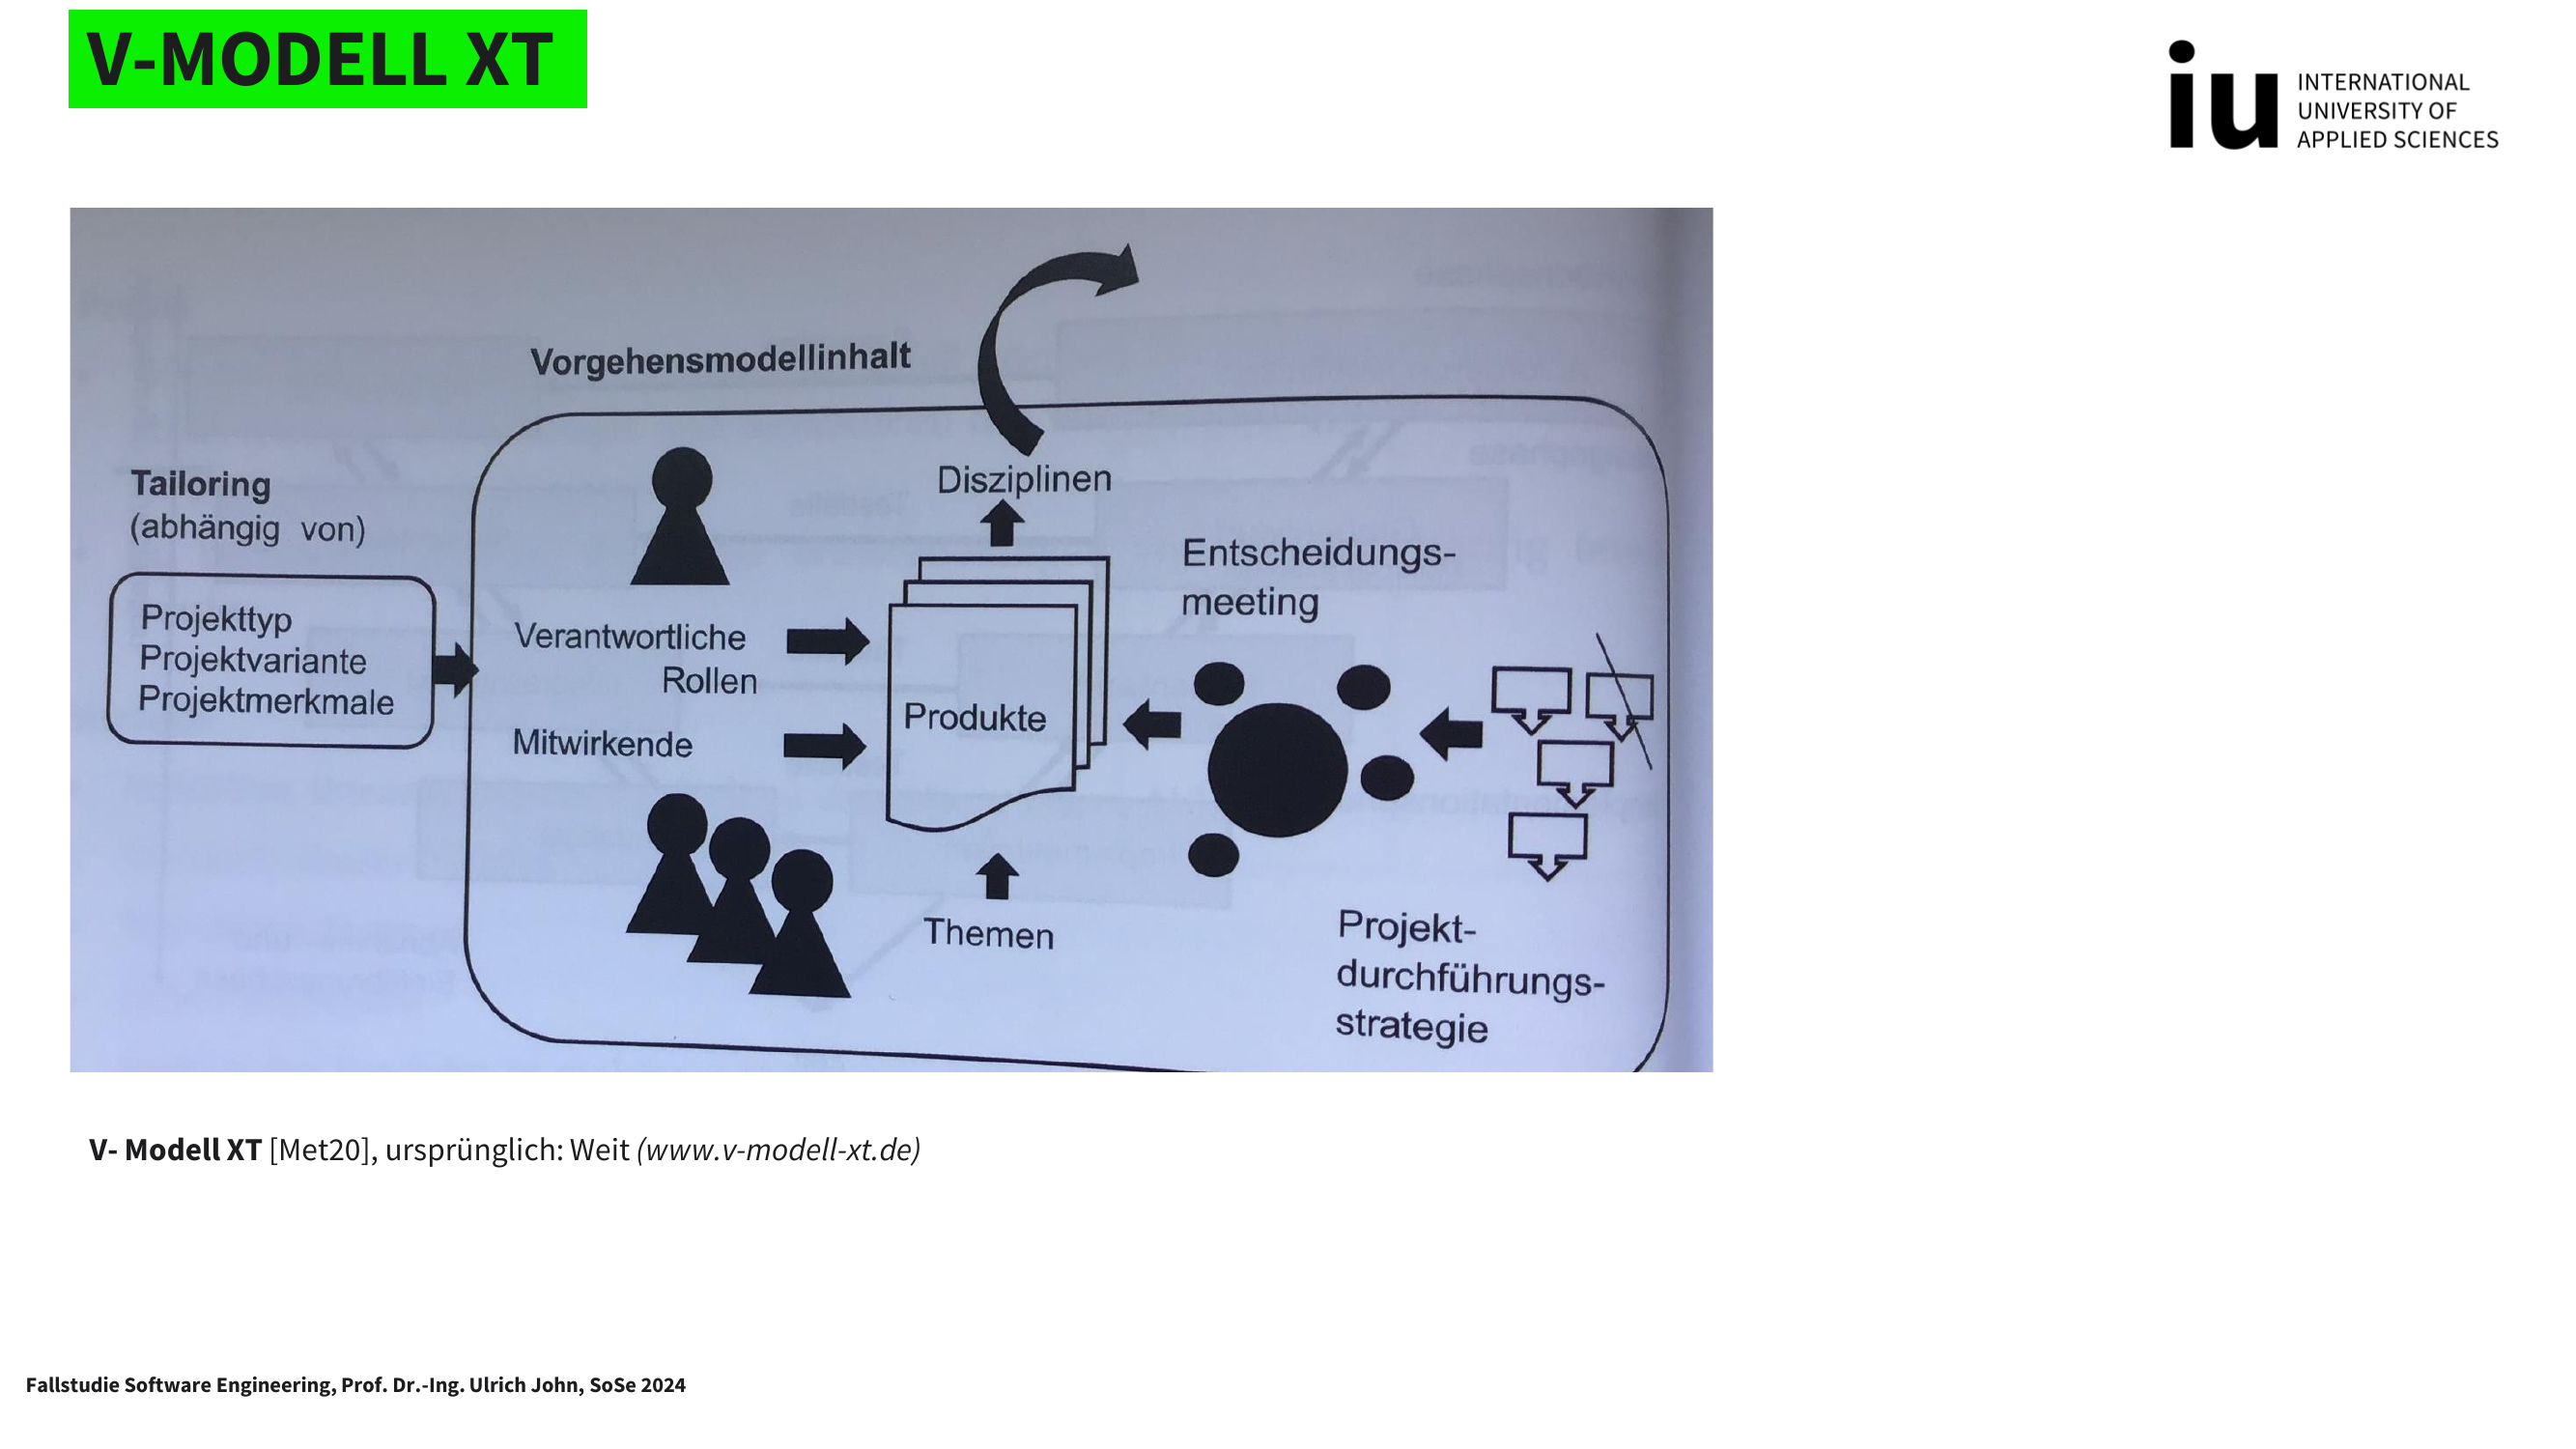 V-MODELL XT
iu
INTERNATIONAL
UNIVERSITY OF
APPLIED SCIENCES
Vorgehensmodellinhalt
Tailoring
(abhängig von)
Projekttyp
Projektvariante
Projektmerkmale
Disziplinen
Verantwortliche
Rollen
Mitwirkende
Produkte
Themen
Entscheidungs-
meeting
Projekt-
durchführungs-
strategie
V- Modell XT [Met20], ursprünglich: Weit (www.v-modell-xt.de)
Fallstudie Software Engineering, Prof. Dr.-Ing. Ulrich John, SoSe 2024